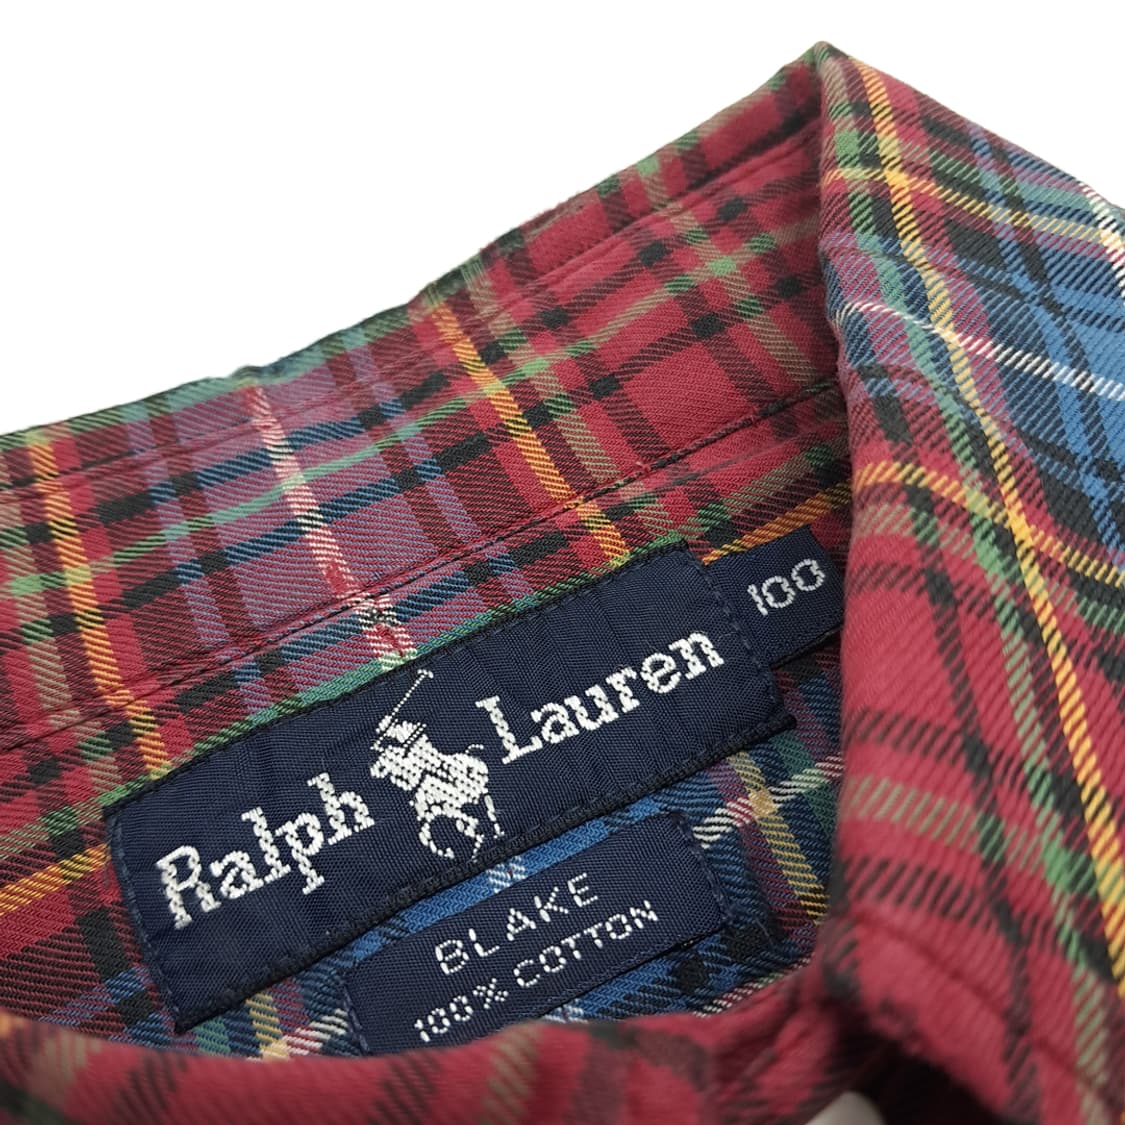 Ralph Lauren
100
BLAKE
100% COTTON